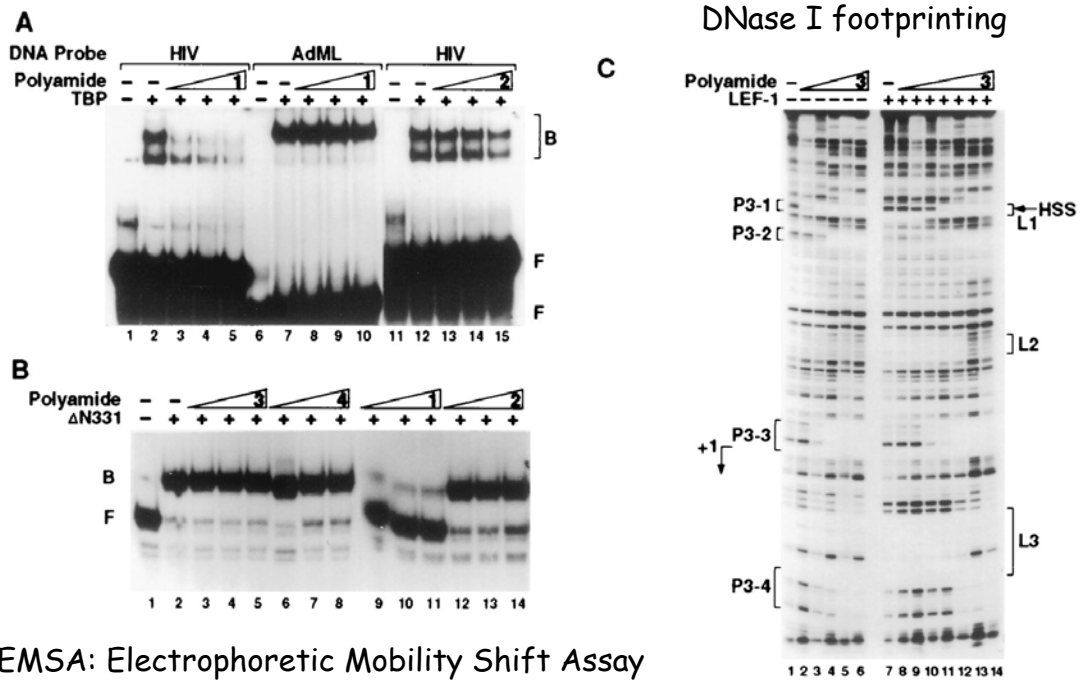 DNase I footprinting
A
DNA Probe HIV AdML HIV
Polyamide - - 1 - - 1 - - 2
TBP - + + + + - + + + + - + + + +
B
F
F
1 2 3 4 5 6 7 8 9 10 11 12 13 14 15
B
Polyamide - - 3 4 1 2
ΔN331 - + + + + + + + + + + + + +
B
F
1 2 3 4 5 6 7 8 9 10 11 12 13 14
EMSA: Electrophoretic Mobility Shift Assay
C
Polyamide - 3 - 3
LEF-1 - - - - - - + + + + + + + +
P3-1
HSS
L1
P3-2
L2
P3-3
+1
L3
P3-4
1 2 3 4 5 6 7 8 9 10 11 12 13 14